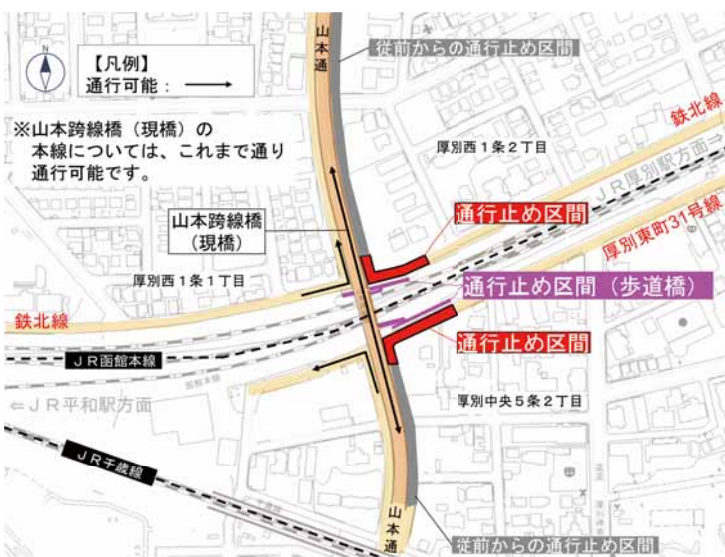 山本通
従前からの通行止め区間
N
【凡例】
通行可能：
※山本跨線橋（現橋）の
本線については、これまで通り
通行可能です。
鉄北線
厚別西1条2丁目
JR厚別駅方面
山本跨線橋
（現橋）
通行止め区間
厚別東町31号線
厚別西1条1丁目
通行止め区間（歩道橋）
鉄北線
通行止め区間
JR函館本線
函館本線
厚別中央5条2丁目
⇐JR平和駅方面
JR千歳線
山本通
従前からの通行止め区間